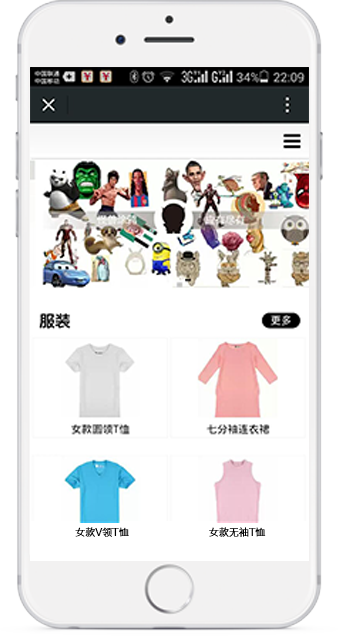 中国联通
中国移动
3G G 34% 22:09
服装
更多
女款圆领T恤
七分袖连衣裙
女款V领T恤
女款无袖T恤